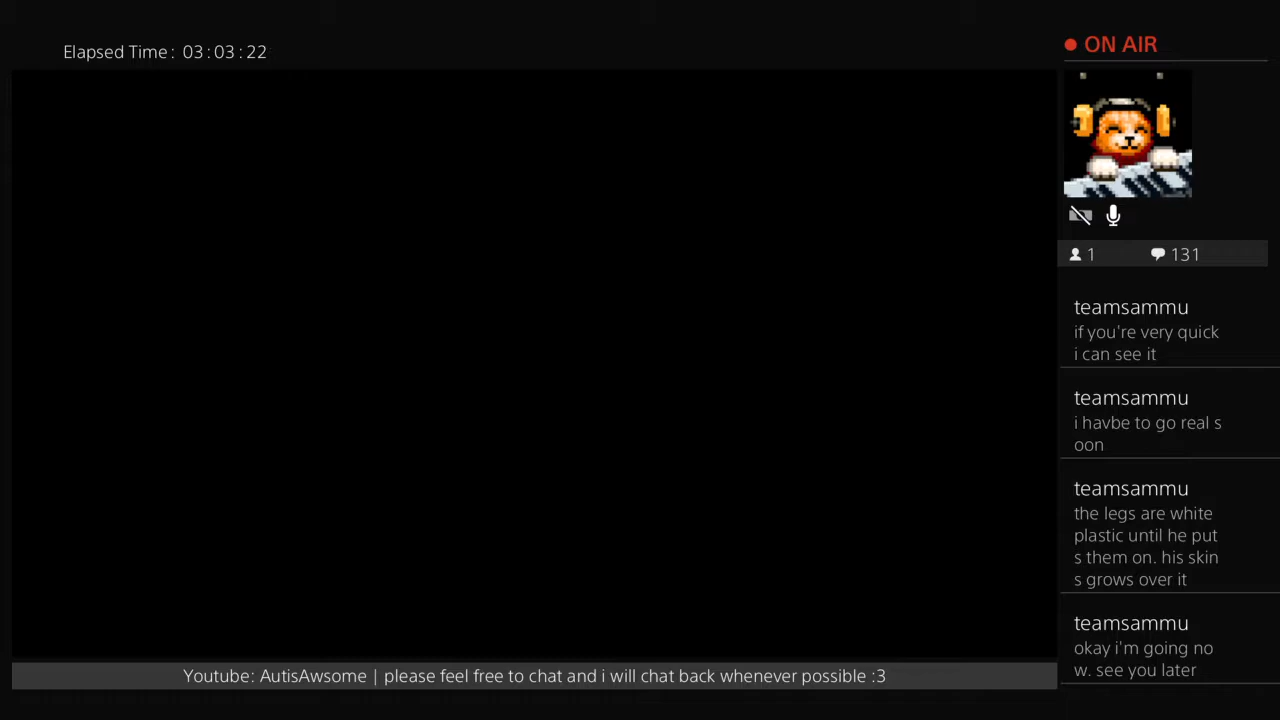 Elapsed Time: 03:03:22
ON AIR
1 131
teamsammu
if you're very quick
i can see it
teamsammu
i havbe to go real s
oon
teamsammu
the legs are white
plastic until he put
s them on. his skin
s grows over it
teamsammu
okay i'm going no
w. see you later
Youtube: AutisAwsome | please feel free to chat and i will chat back whenever possible :3